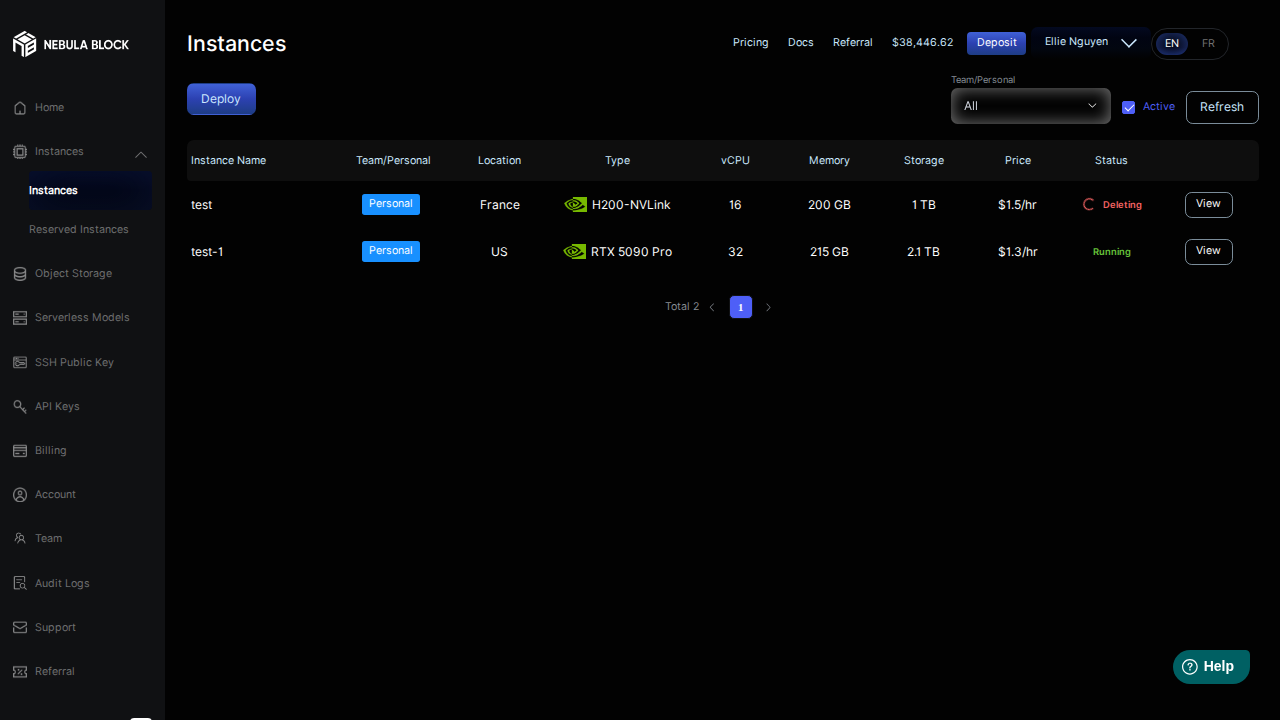 NEBULA BLOCK
Home
Instances
Instances
Reserved Instances
Object Storage
Serverless Models
SSH Public Key
API Keys
Billing
Account
Team
Audit Logs
Support
Referral
Instances
Pricing Docs Referral $38,446.62 Deposit Ellie Nguyen EN FR
Deploy
Team/Personal
All
Active
Refresh
Instance Name Team/Personal Location Type vCPU Memory Storage Price Status
test Personal France H200-NVLink 16 200 GB 1 TB $1.5/hr Deleting View
test-1 Personal US RTX 5090 Pro 32 215 GB 2.1 TB $1.3/hr Running View
Total 2 1
Help